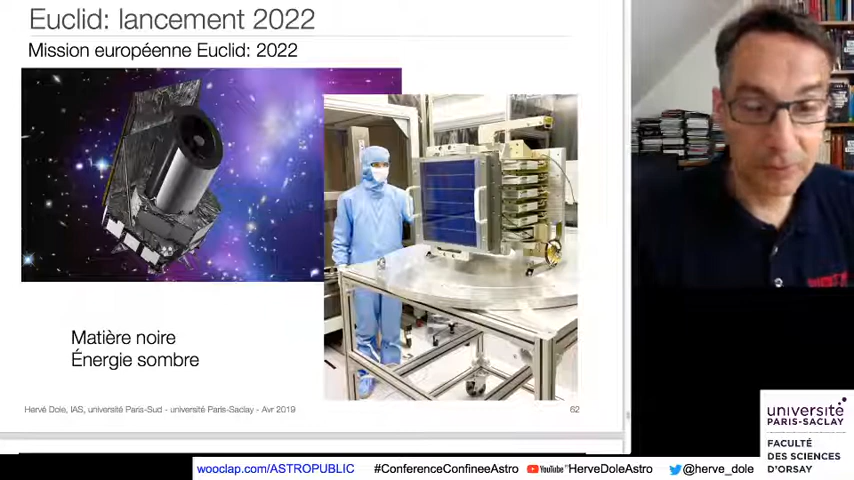 Euclid: lancement 2022
Mission européenne Euclid: 2022
Matière noire
Énergie sombre
Hervé Dole, IAS, université Paris-Sud - université Paris-Saclay - Avr 2019
62
université
PARIS-SACLAY
FACULTÉ
DES SCIENCES
D'ORSAY
wooclap.com/ASTROPUBLIC #ConferenceConfineeAstro YouTube "HerveDoleAstro @herve_dole